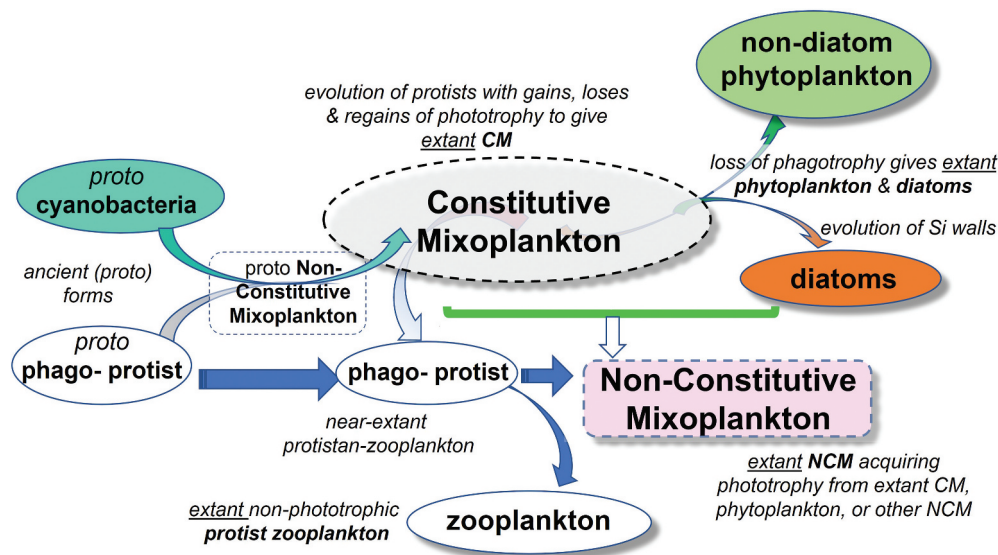 non-diatom
phytoplankton
evolution of protists with gains, loses
& regains of phototrophy to give
extant CM
loss of phagotrophy gives extant
phytoplankton & diatoms
proto
cyanobacteria
Constitutive
Mixoplankton
evolution of Si walls
ancient (proto)
forms
proto Non-
Constitutive
Mixoplankton
diatoms
proto
phago- protist
phago- protist
Non-Constitutive
Mixoplankton
near-extant
protistan-zooplankton
extant NCM acquiring
phototrophy from extant CM,
phytoplankton, or other NCM
extant non-phototrophic
protist zooplankton
zooplankton